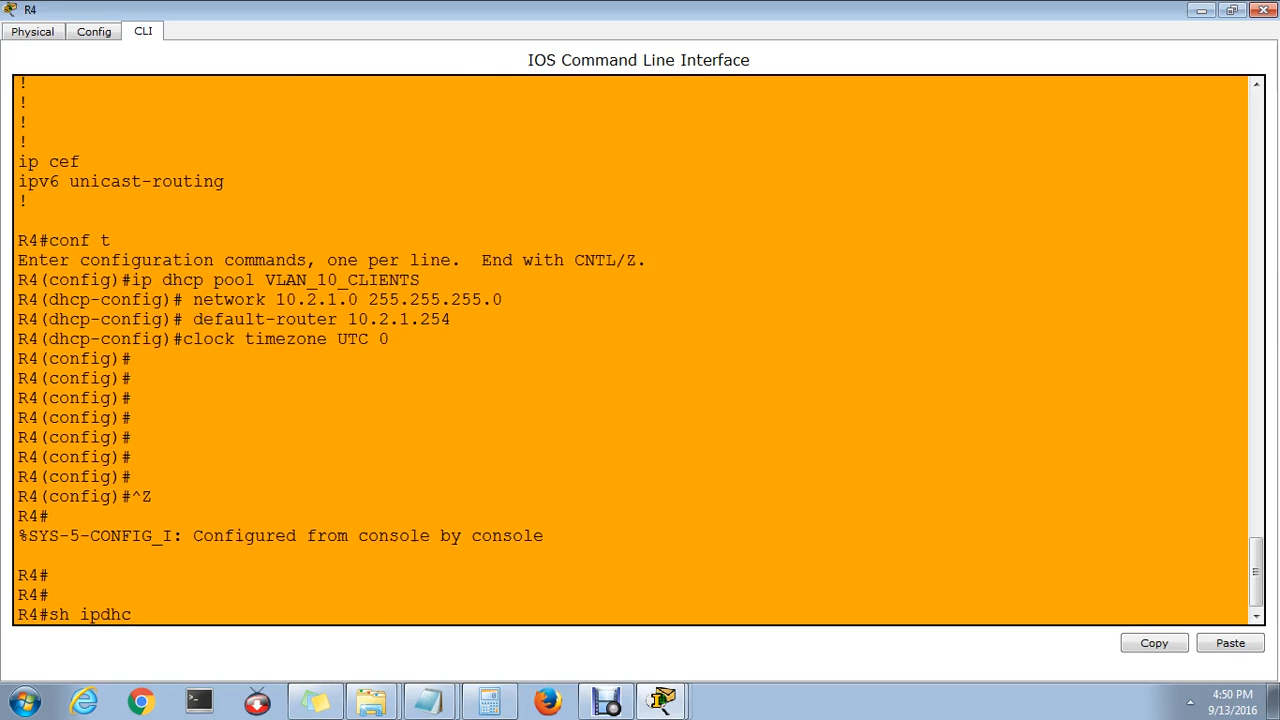 R4
Physical Config CLI
IOS Command Line Interface
!
!
!
!
ip cef
ipv6 unicast-routing
!
R4#conf t
Enter configuration commands, one per line.  End with CNTL/Z.
R4(config)#ip dhcp pool VLAN_10_CLIENTS
R4(dhcp-config)# network 10.2.1.0 255.255.255.0
R4(dhcp-config)# default-router 10.2.1.254
R4(dhcp-config)#clock timezone UTC 0
R4(config)#
R4(config)#
R4(config)#
R4(config)#
R4(config)#
R4(config)#
R4(config)#
R4(config)#^Z
R4#
%SYS-5-CONFIG_I: Configured from console by console
R4#
R4#
R4#sh ipdhc
Copy Paste
4:50 PM
9/13/2016